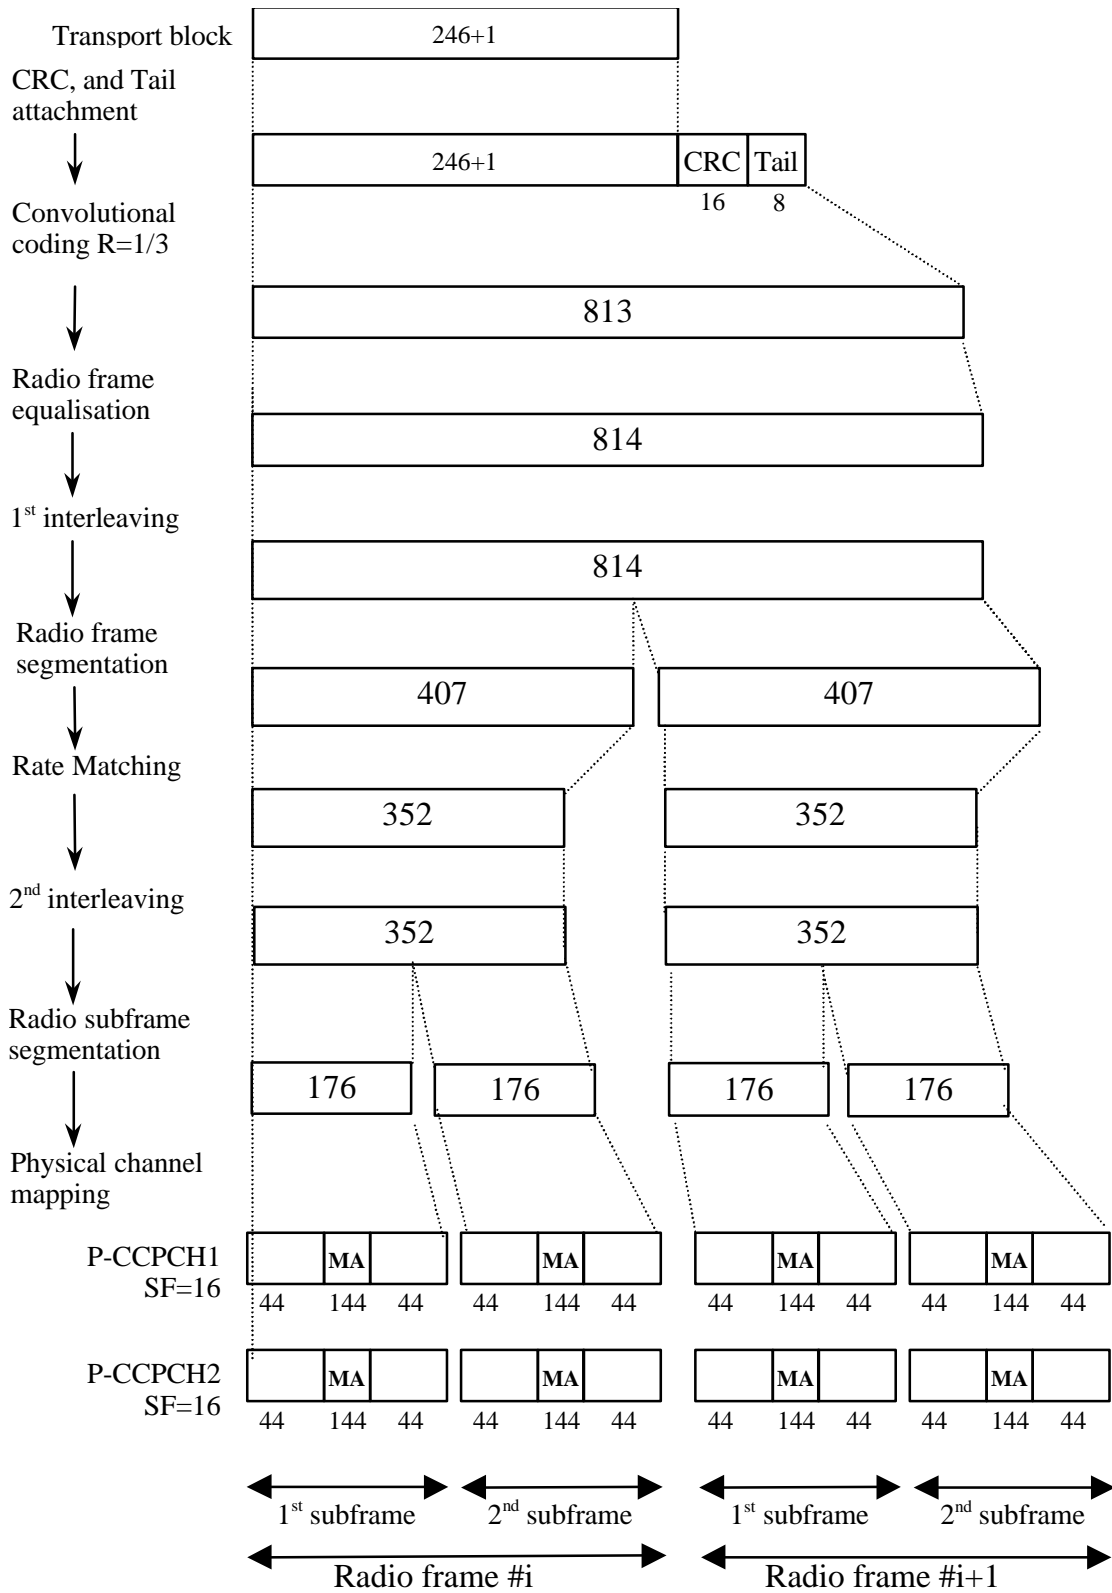 Transport block 246+1
CRC, and Tail
attachment
246+1 CRC Tail
16 8
Convolutional
coding R=1/3
813
Radio frame
equalisation
814
1st interleaving
814
Radio frame
segmentation
407 407
Rate Matching
352 352
2nd interleaving
352 352
Radio subframe
segmentation
176 176 176 176
Physical channel
mapping
P-CCPCH1 MA MA MA MA
SF=16
44 144 44 44 144 44 44 144 44 44 144 44
P-CCPCH2 MA MA MA MA
SF=16
44 144 44 44 144 44 44 144 44 44 144 44
1st subframe 2nd subframe 1st subframe 2nd subframe
Radio frame #i Radio frame #i+1